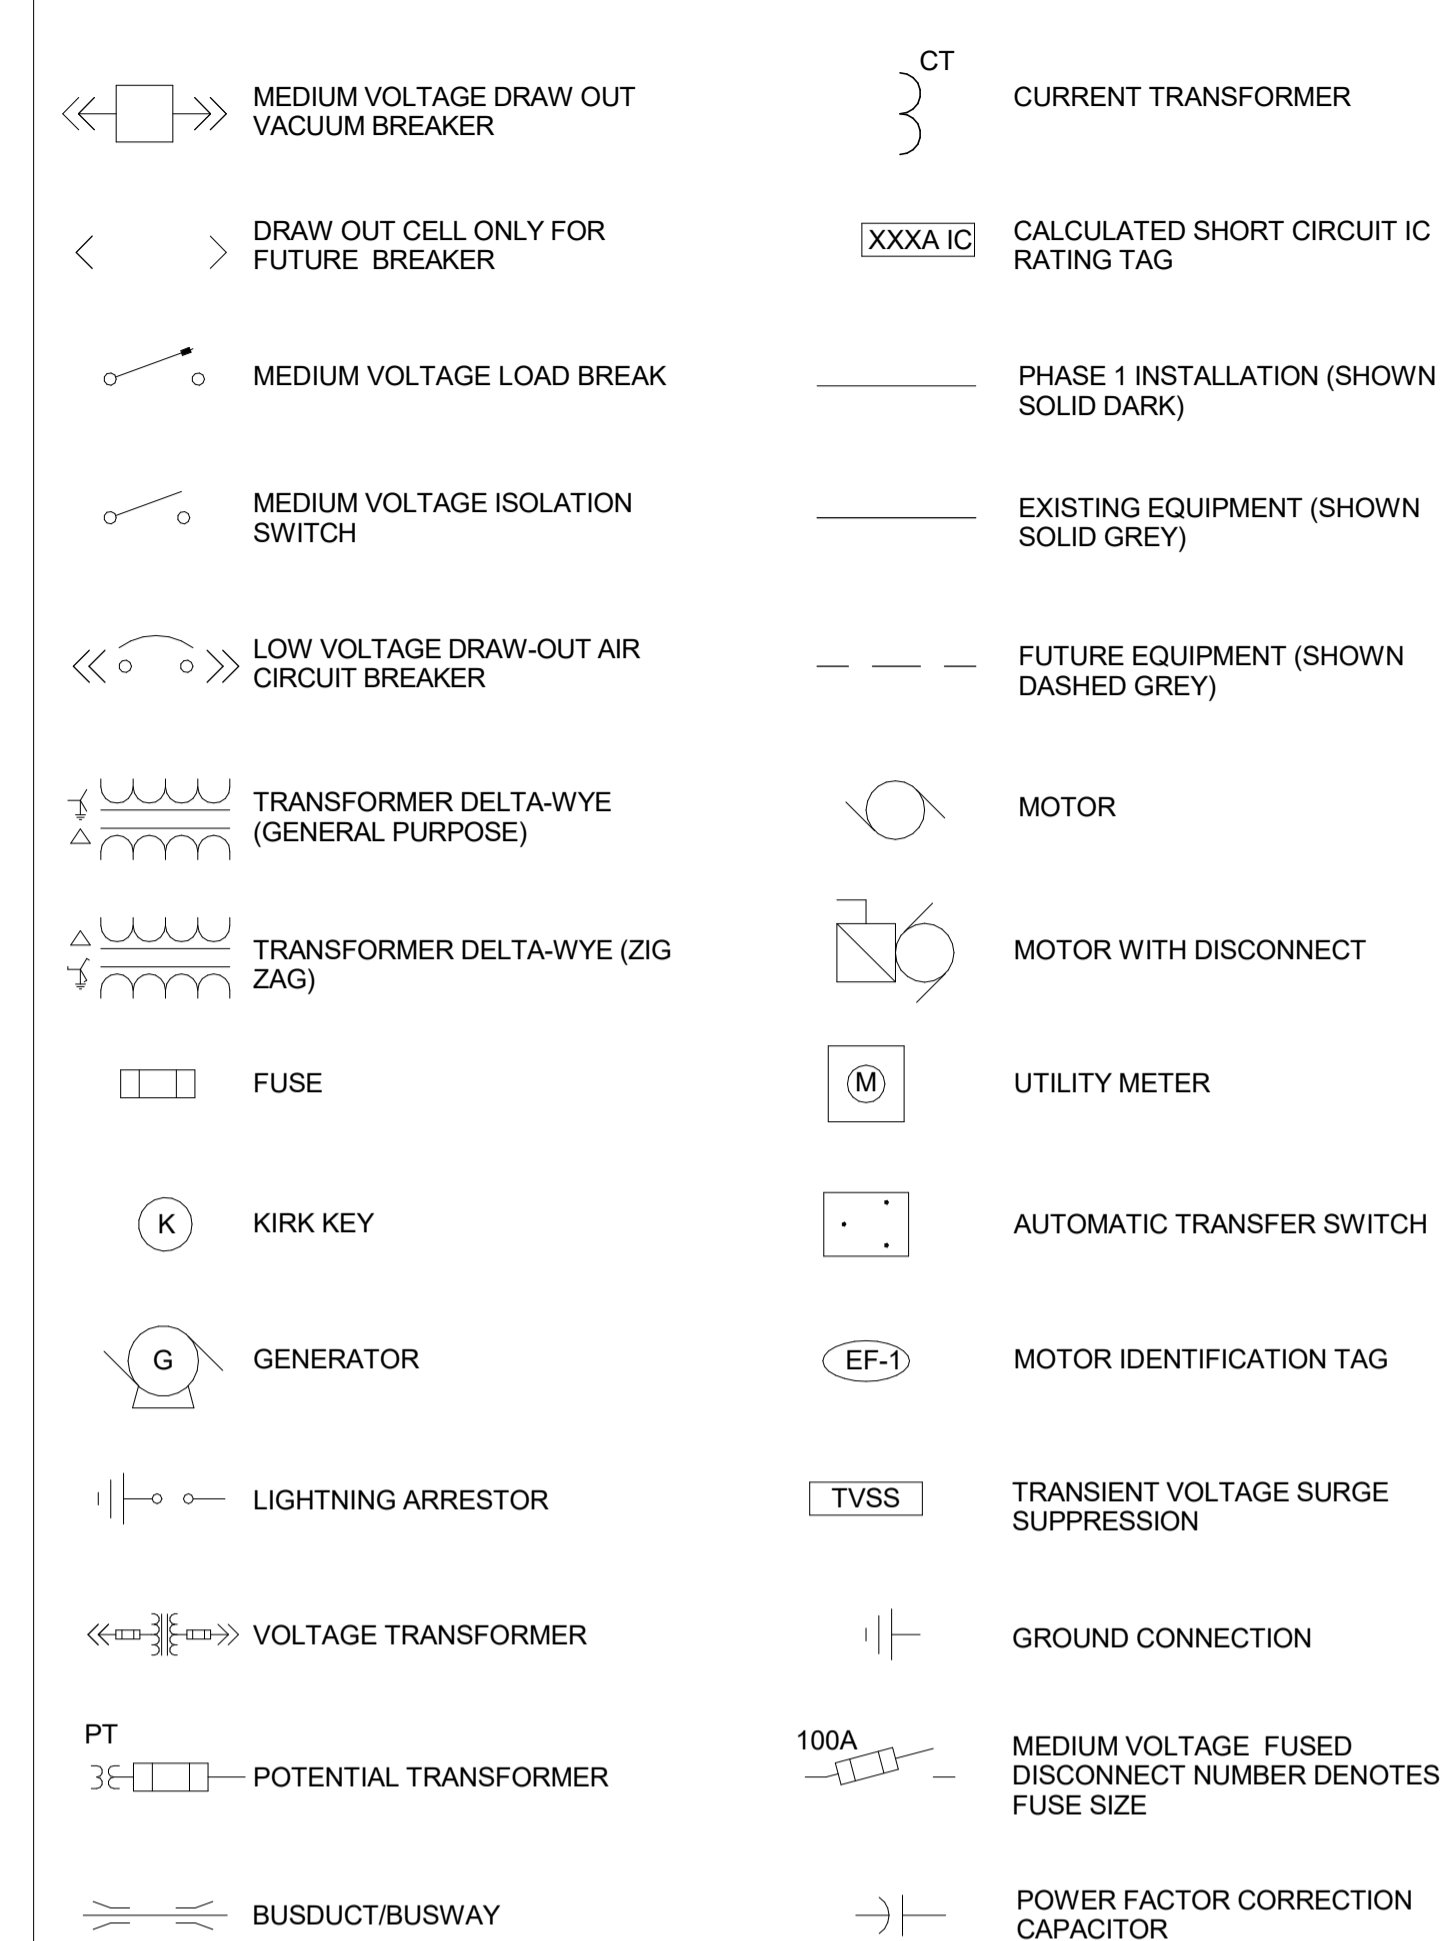 MEDIUM VOLTAGE DRAW OUT
VACUUM BREAKER
CT
CURRENT TRANSFORMER
DRAW OUT CELL ONLY FOR
FUTURE BREAKER
XXXA IC
CALCULATED SHORT CIRCUIT IC
RATING TAG
MEDIUM VOLTAGE LOAD BREAK
PHASE 1 INSTALLATION (SHOWN
SOLID DARK)
MEDIUM VOLTAGE ISOLATION
SWITCH
EXISTING EQUIPMENT (SHOWN
SOLID GREY)
LOW VOLTAGE DRAW-OUT AIR
CIRCUIT BREAKER
FUTURE EQUIPMENT (SHOWN
DASHED GREY)
TRANSFORMER DELTA-WYE
(GENERAL PURPOSE)
MOTOR
TRANSFORMER DELTA-WYE (ZIG
ZAG)
MOTOR WITH DISCONNECT
FUSE
M
UTILITY METER
K
KIRK KEY
AUTOMATIC TRANSFER SWITCH
G
GENERATOR
EF-1
MOTOR IDENTIFICATION TAG
LIGHTNING ARRESTOR
TVSS
TRANSIENT VOLTAGE SURGE
SUPPRESSION
VOLTAGE TRANSFORMER
GROUND CONNECTION
PT
POTENTIAL TRANSFORMER
100A
MEDIUM VOLTAGE FUSED
DISCONNECT NUMBER DENOTES
FUSE SIZE
BUSDUCT/BUSWAY
POWER FACTOR CORRECTION
CAPACITOR